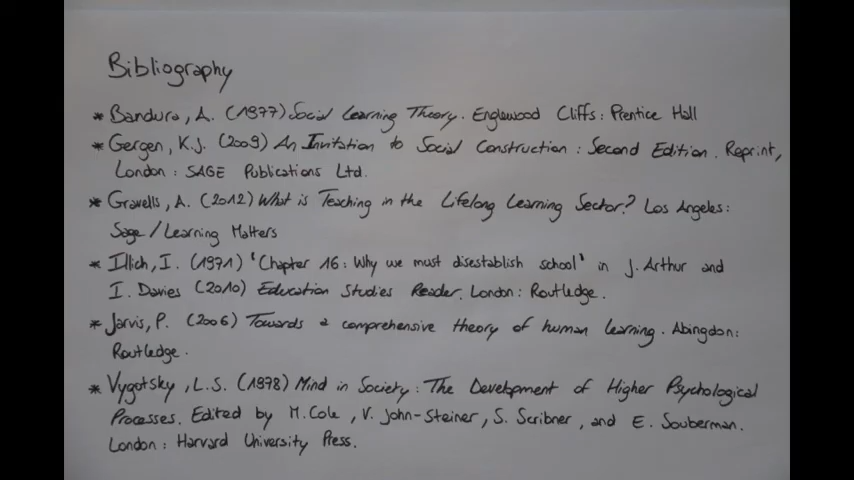 Bibliography
* Bandura, A. (1977) Social Learning Theory. Englewood Cliffs: Prentice Hall
* Gergen, K.J. (2009) An Invitation to Social Construction: Second Edition. Reprint,
London: SAGE Publications Ltd.
* Gravells, A. (2012) What is Teaching in the Lifelong Learning Sector? Los Angeles:
Sage/Learning Matters
* Illich, I. (1971) 'Chapter 16: Why we must disestablish school' in J. Arthur and
I. Davies (2010) Education Studies Reader. London: Routledge.
* Jarvis, P. (2006) Towards a comprehensive theory of human learning. Abingdon:
Routledge.
* Vygotsky, L.S. (1978) Mind in Society: The Development of Higher Psychological
Processes. Edited by M. Cole, V. John-Steiner, S. Scribner, and E. Souberman.
London: Harvard University Press.